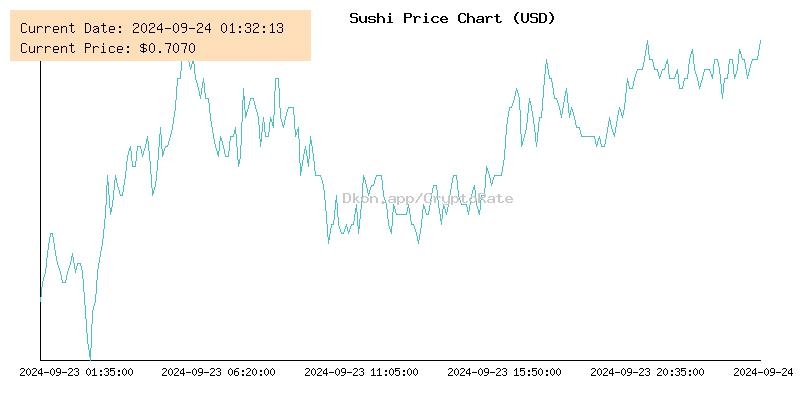 Sushi Price Chart (USD)
Current Date: 2024-09-24 01:32:13
Current Price: $0.7070
Dkon.app/CryptoRate
2024-09-23 01:35:00 2024-09-23 06:20:00 2024-09-23 11:05:00 2024-09-23 15:50:00 2024-09-23 20:35:00 2024-09-24